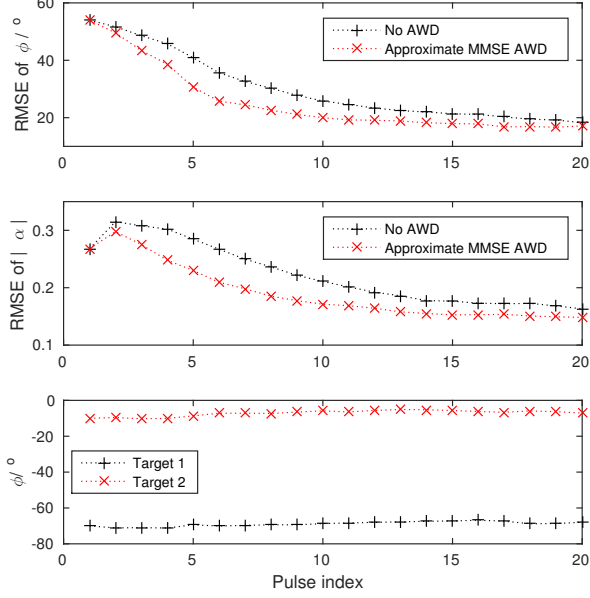 RMSE of ϕ / °
60
40
20
0
5
10
15
20
No AWD
Approximate MMSE AWD
RMSE of | α |
0.3
0.2
0.1
0
5
10
15
20
No AWD
Approximate MMSE AWD
ϕ/ °
0
-20
-40
-60
-80
0
5
10
15
20
Target 1
Target 2
Pulse index